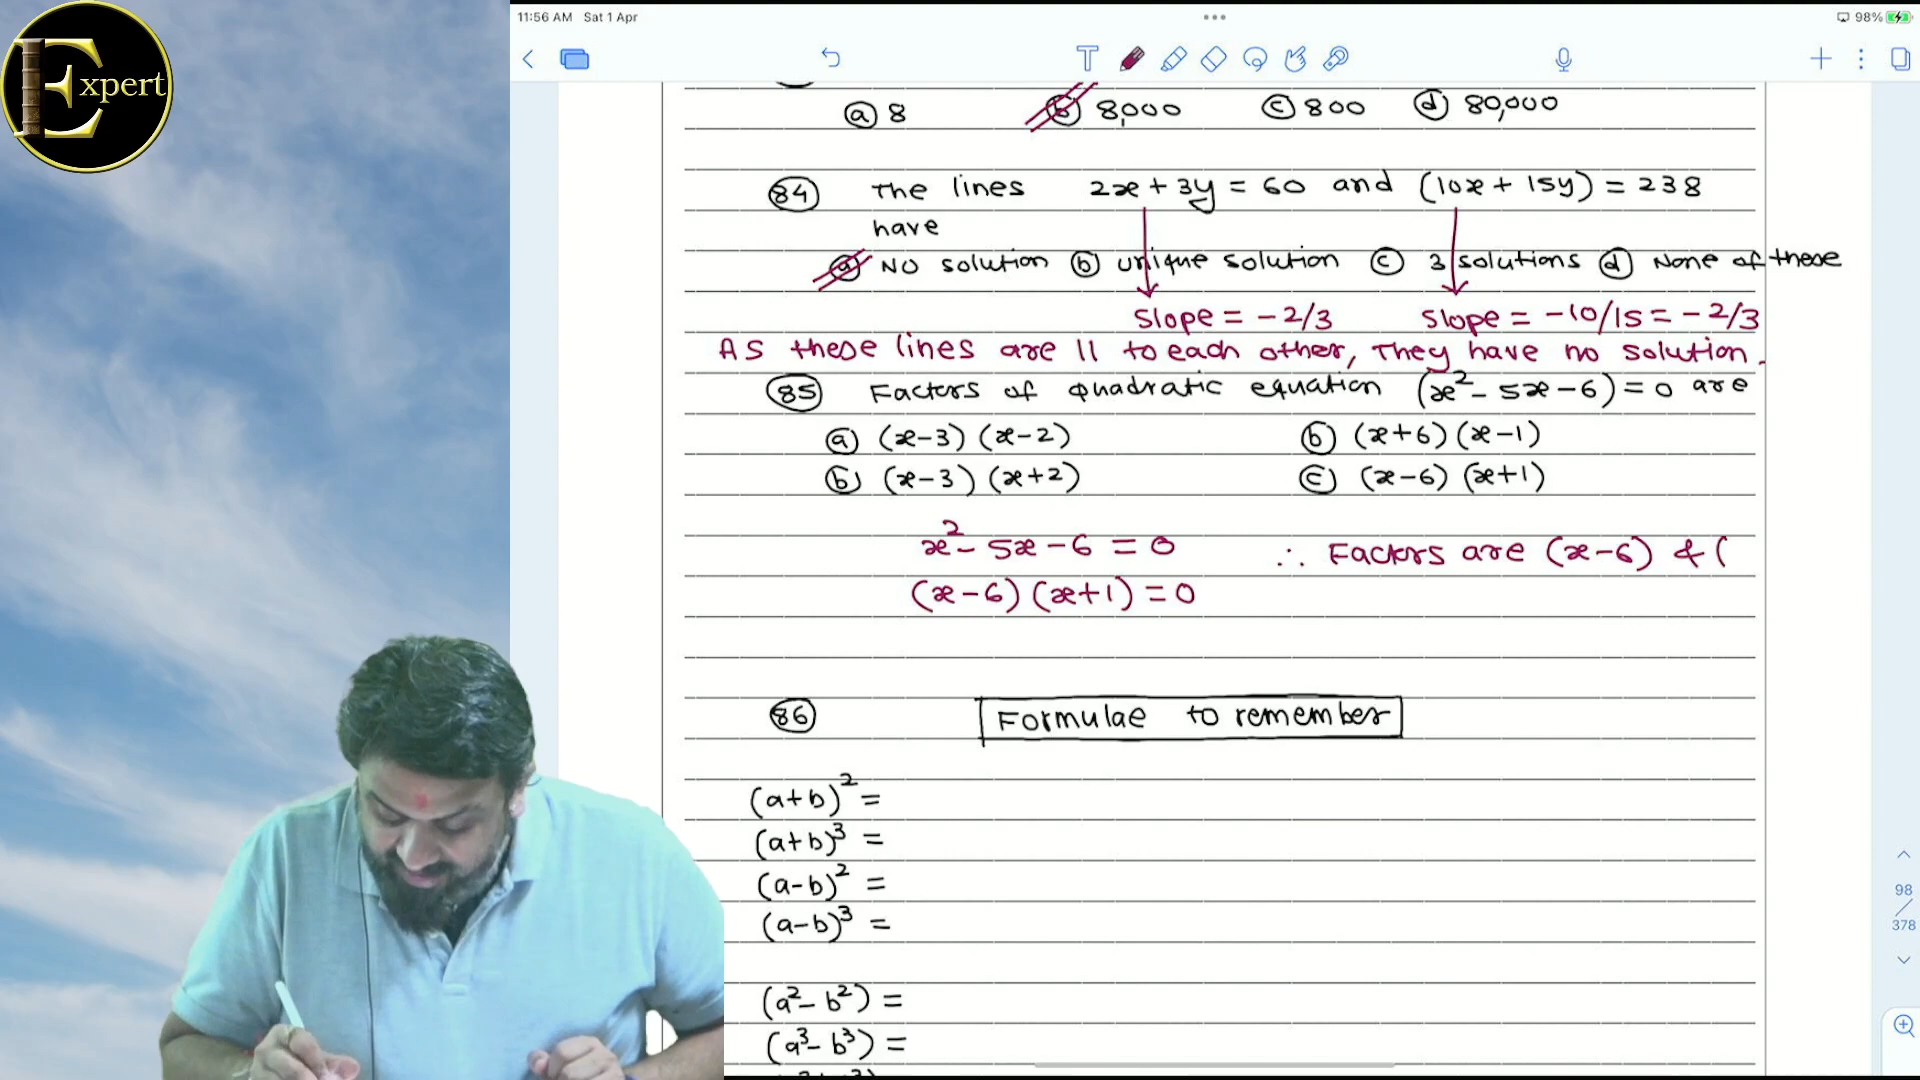 Expert
11:56 AM Sat 1 Apr
98%
T
(a) 8 (b) 8,000 (c) 800 (d) 80,000
(84) The lines 2x + 3y = 60 and (10x + 15y) = 238
have
(a) NO solution (b) unique solution (c) 3 solutions (d) None of these
Slope = -2/3 Slope = -10/15 = -2/3
AS these lines are || to each other, They have no solution.
(85) Factors of quadratic equation (x² - 5x - 6) = 0 are
(a) (x-3) (x-2) (b) (x+6) (x-1)
(b) (x-3) (x+2) (c) (x-6) (x+1)
x² - 5x - 6 = 0 ∴ Factors are (x-6) & (
(x-6) (x+1) = 0
(86) Formulae to remember
(a+b)² =
(a+b)³ =
(a-b)² =
(a-b)³ =
(a² - b²) =
(a³ - b³) =
98
378